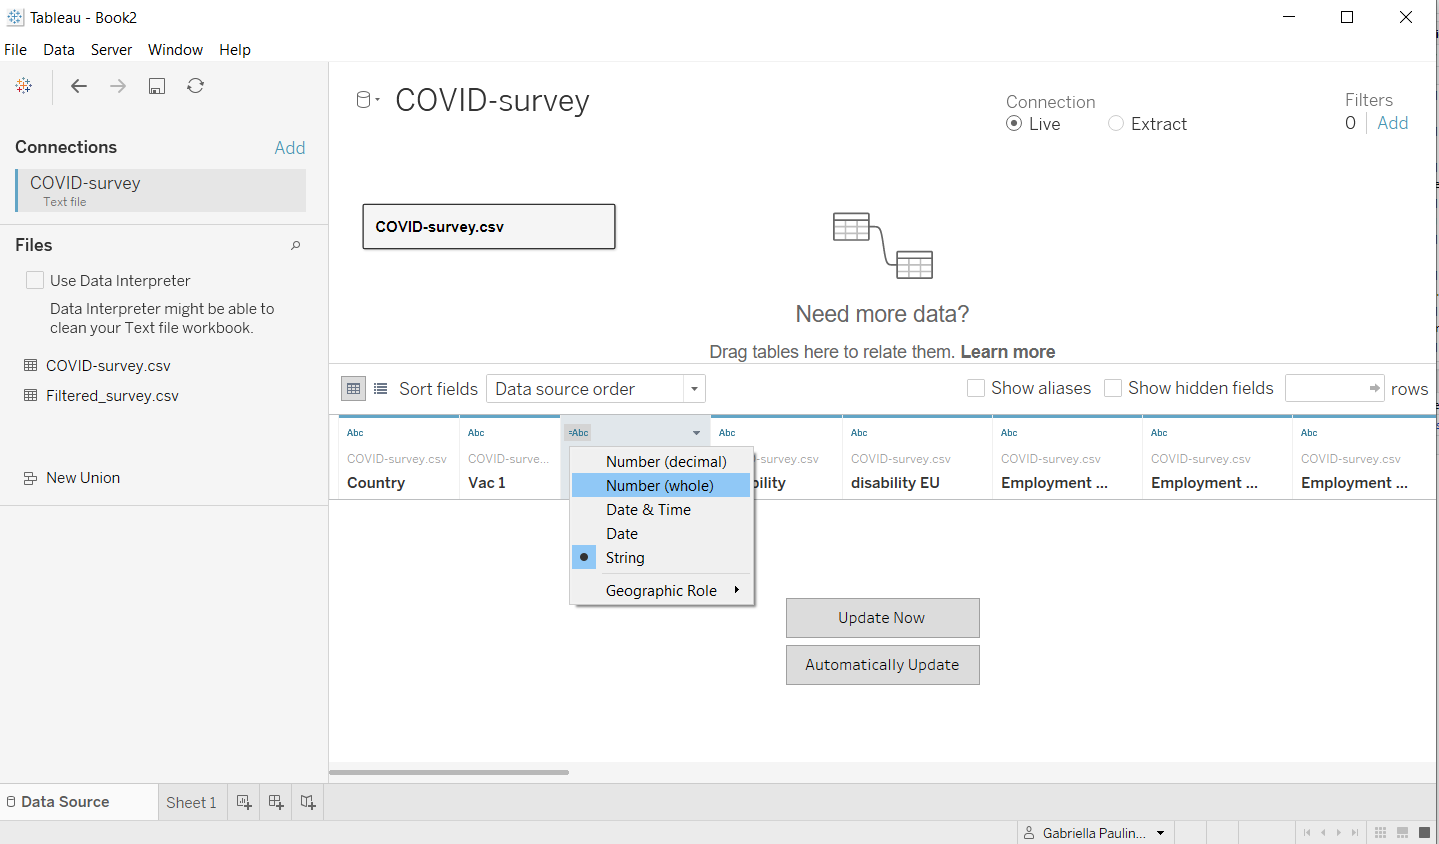 Tableau - Book2
File Data Server Window Help
COVID-survey
Connection
Live Extract
Filters
0 Add
Connections Add
COVID-survey
Text file
COVID-survey.csv
Files
Use Data Interpreter
Data Interpreter might be able to
clean your Text file workbook.
COVID-survey.csv
Filtered_survey.csv
New Union
Need more data?
Drag tables here to relate them. Learn more
Sort fields Data source order Show aliases Show hidden fields rows
Abc Abc =Abc Abc Abc Abc Abc Abc
COVID-survey.csv COVID-surve... -survey.csv COVID-survey.csv COVID-survey.csv COVID-survey.csv COVID-survey.csv
Country Vac 1 bility disability EU Employment ... Employment ... Employment ...
Number (decimal)
Number (whole)
Date & Time
Date
String
Geographic Role
Update Now
Automatically Update
Data Source Sheet 1
Gabriella Paulin...